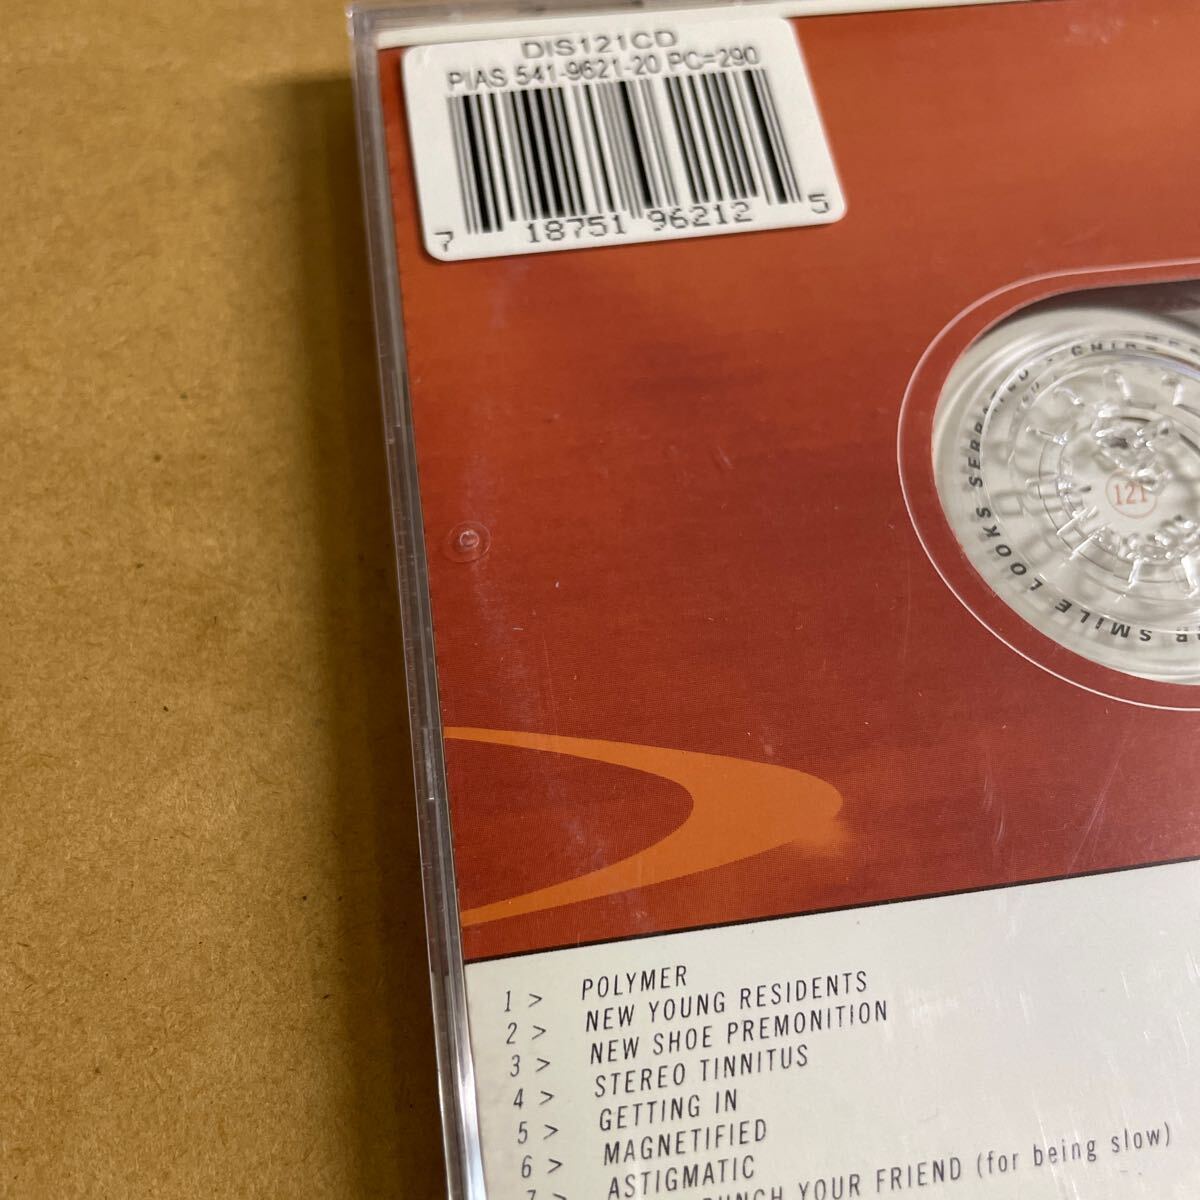 DIS121CD
PIAS 541-9621-20 PC=290
7 18751 96212 5
SMiLE LOOKS
121
1 > POLYMER
2 > NEW YOUNG RESIDENTS
3 > NEW SHOE PREMONITION
4 > STEREO TINNITUS
5 > GETTING IN
6 > MAGNETIFIED
7 > ASTIGMATIC
YOUR FRIEND (for being slow)